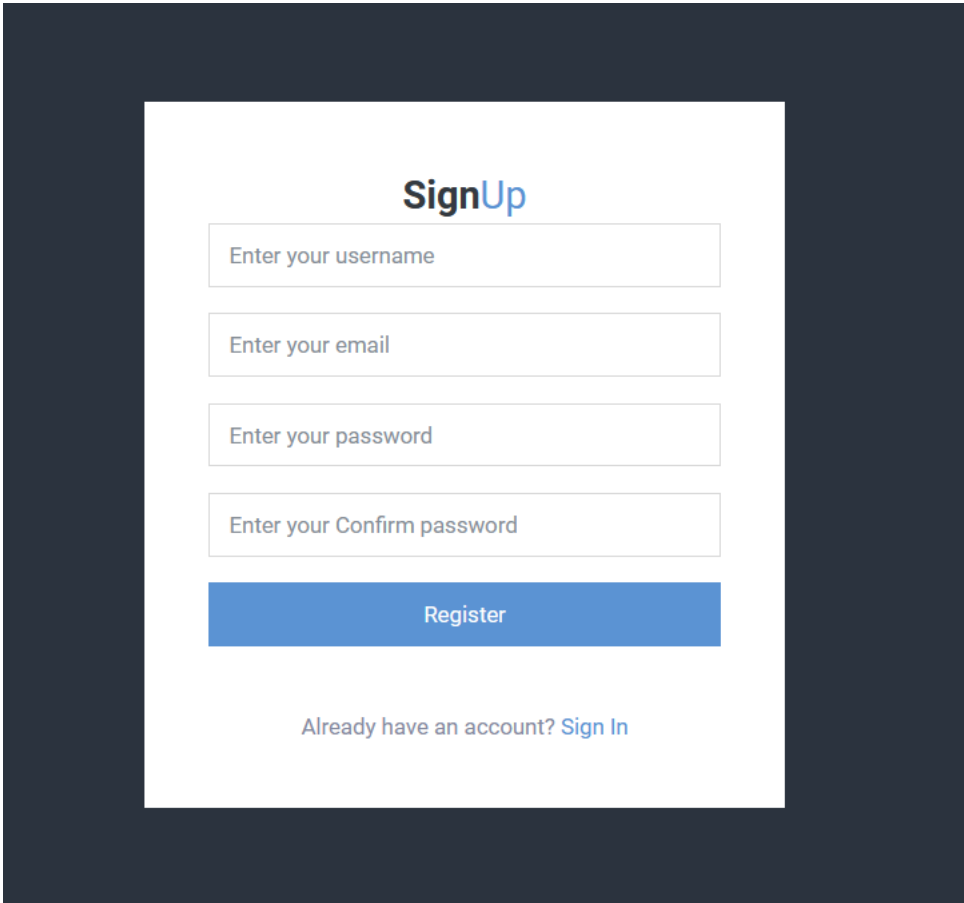 SignUp
Enter your username
Enter your email
Enter your password
Enter your Confirm password
Register
Already have an account? Sign In